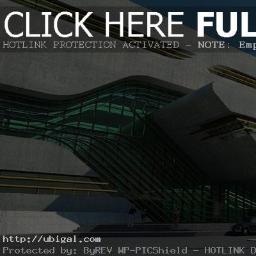 CLICK HERE FUL
HOTLINK PROTECTION ACTIVATED - NOTE: Emp
http://ubigal.com
Protected by: ByREV WP-PICShield - HOTLINK D